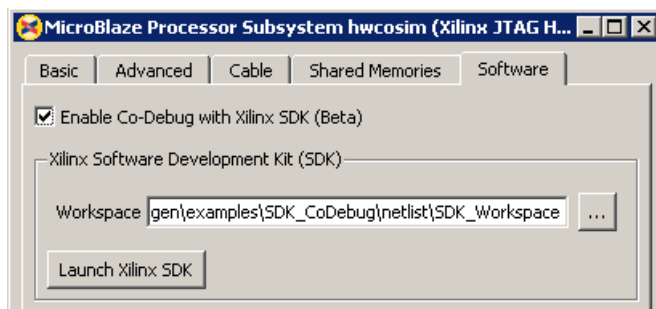 MicroBlaze Processor Subsystem hwcosim (Xilinx JTAG H...
Basic Advanced Cable Shared Memories Software
Enable Co-Debug with Xilinx SDK (Beta)
Xilinx Software Development Kit (SDK)
Workspace gen\examples\SDK_CoDebug\netlist\SDK_Workspace ...
Launch Xilinx SDK